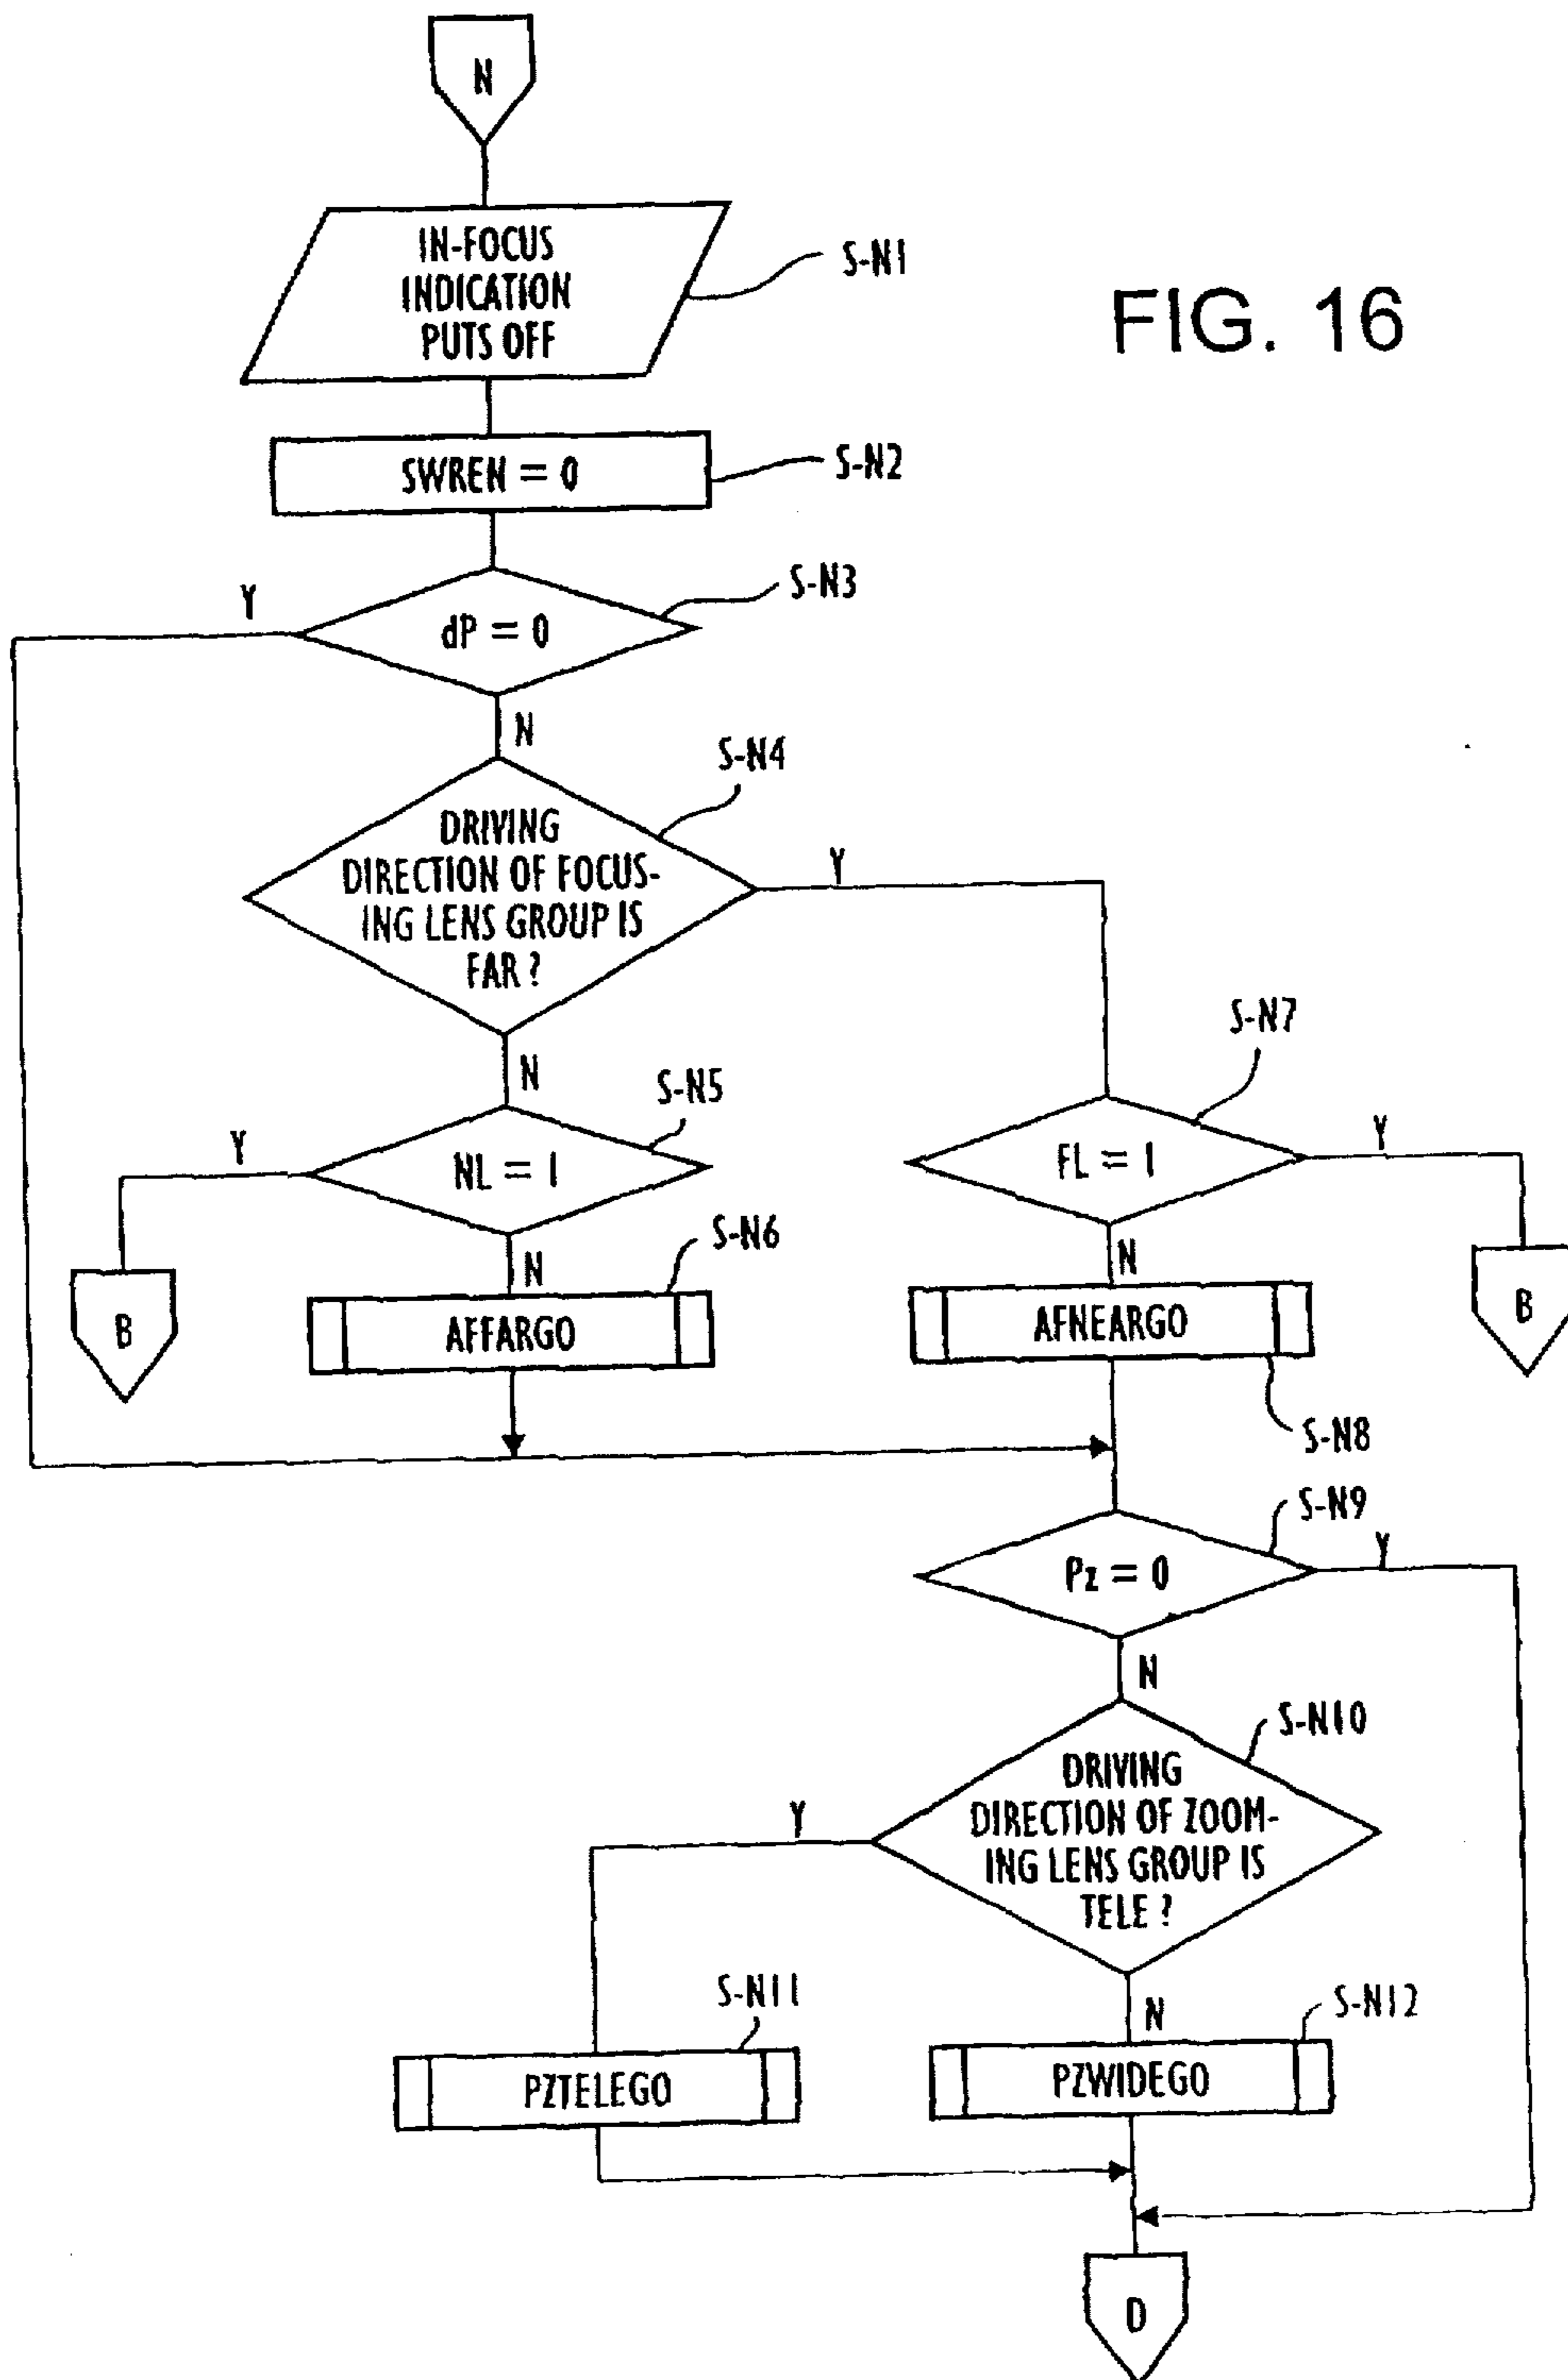 N
IN-FOCUS
INDICATION
PUTS OFF
S-N1
FIG. 16
SWREN = 0
S-N2
Y
dP = 0
S-N3
N
S-N4
DRIVING
DIRECTION OF FOCUS-
ING LENS GROUP IS
FAR ?
Y
N
S-N5
Y
NL = 1
S-N7
FL = 1
Y
N
S-N6
N
B
AFFARGO
AFNEARGO
B
S-N8
S-N9
Pz = 0
Y
N
S-N10
DRIVING
DIRECTION OF ZOOM-
ING LENS GROUP IS
TELE ?
Y
N
S-N11
S-N12
PZTELEGO
PZWIDEGO
D